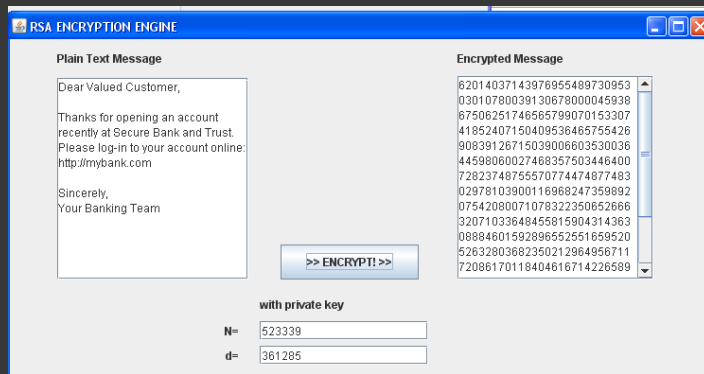 RSA ENCRYPTION ENGINE
Plain Text Message
Dear Valued Customer,
Thanks for opening an account
recently at Secure Bank and Trust.
Please log-in to your account online:
http://mybank.com
Sincerely,
Your Banking Team
>> ENCRYPT! >>
Encrypted Message
62014037143976955489730953
03010780039130678000045938
67506251746565799070153307
41852407150409536465755426
90839126715039006603530036
44598060027468357503446400
72823748755570774474877483
02978103900116968247359892
07542080071078322350652666
32071033648455815904314363
08884601592896552551659520
52632803682350212964956711
72086170118404616714226589
with private key
N= 523339
d= 361285